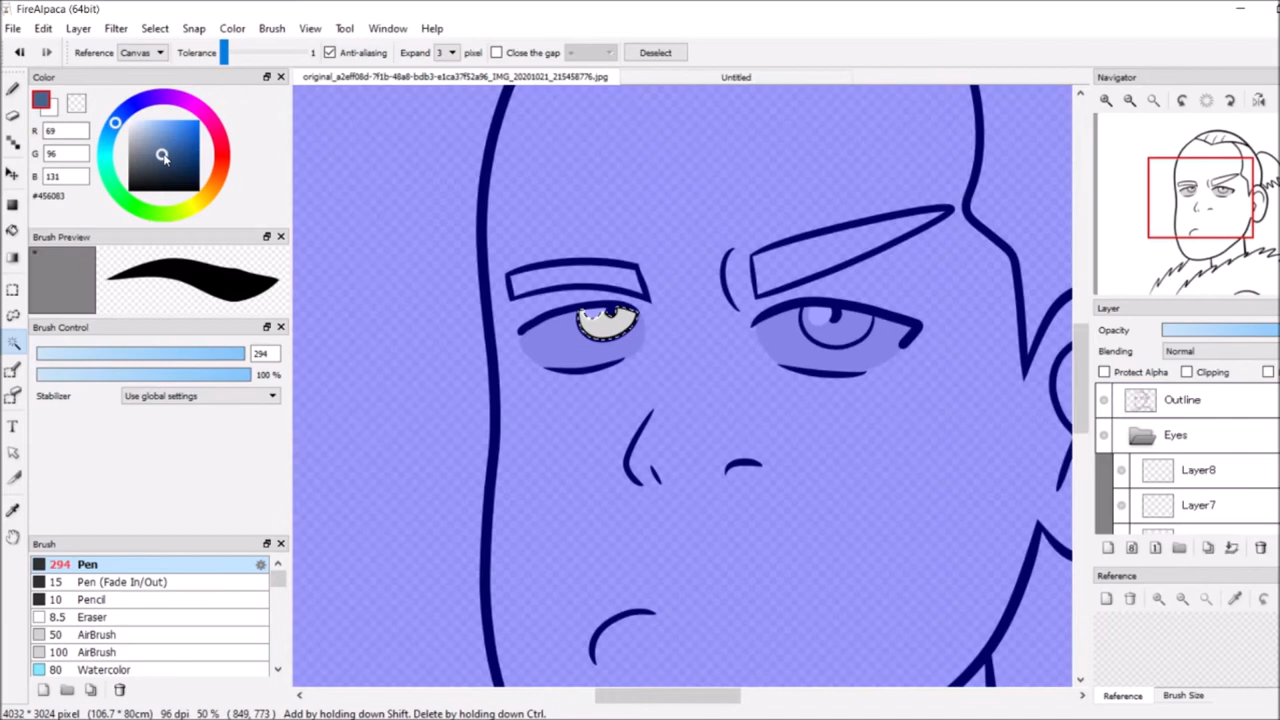 FireAlpaca (64bit)
File Edit Layer Filter Select Snap Color Brush View Tool Window Help
Reference Canvas Tolerance 1 Anti-aliasing Expand 3 pixel Close the gap Deselect
Color
original_a2eff08d-7f1b-48a8-bdb3-e1ca37f52a96_IMG_20201021_215458776.jpg
Untitled
Navigator
R 69
G 96
B 131
#456083
Brush Preview
Brush Control
294
100 %
Stabilizer Use global settings
Layer
Opacity
Blending Normal
Protect Alpha Clipping
Outline
Eyes
Layer8
Layer7
Brush
294 Pen
15 Pen (Fade In/Out)
10 Pencil
8.5 Eraser
50 AirBrush
100 AirBrush
80 Watercolor
Reference
Reference Brush Size
4032 * 3024 pixel (106.7 * 80cm) 96 dpi 50 % ( 849, 773 ) Add by holding down Shift. Delete by holding down Ctrl.